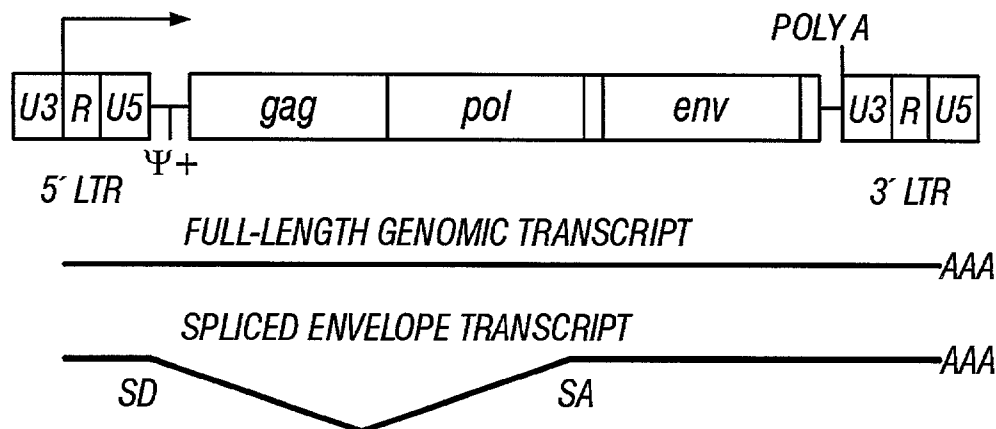 POLY A
U3 R U5 gag pol env U3 R U5
Ψ+
5´ LTR 3´ LTR
FULL-LENGTH GENOMIC TRANSCRIPT
AAA
SPLICED ENVELOPE TRANSCRIPT
AAA
SD SA